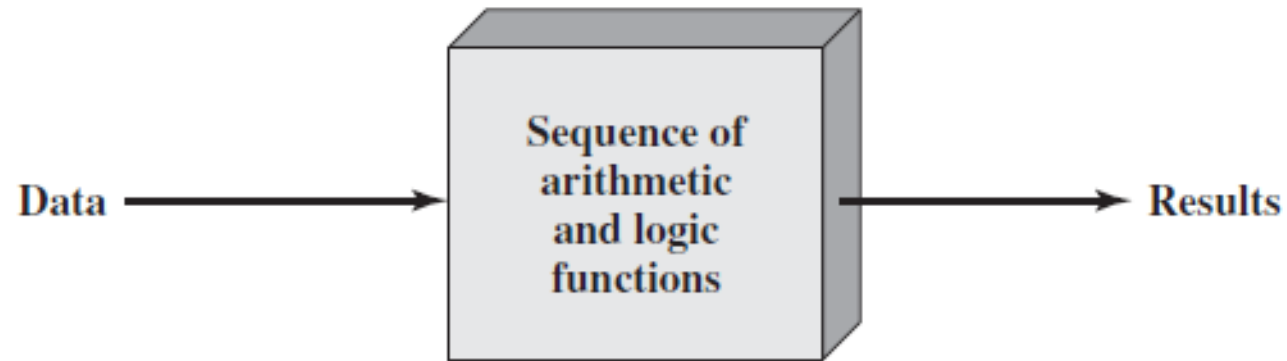 Data
Sequence of
arithmetic
and logic
functions
Results